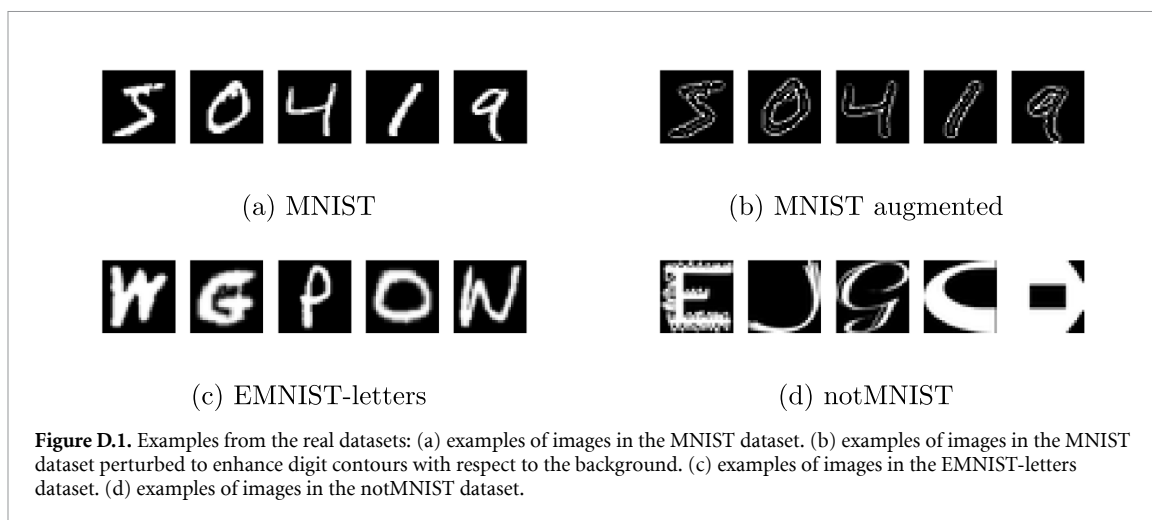 5 0 4 1 9
5 0 4 1 9
(a) MNIST
(b) MNIST augmented
W G P O W
E J G C D
(c) EMNIST-letters
(d) notMNIST
Figure D.1. Examples from the real datasets: (a) examples of images in the MNIST dataset. (b) examples of images in the MNIST
dataset perturbed to enhance digit contours with respect to the background. (c) examples of images in the EMNIST-letters
dataset. (d) examples of images in the notMNIST dataset.